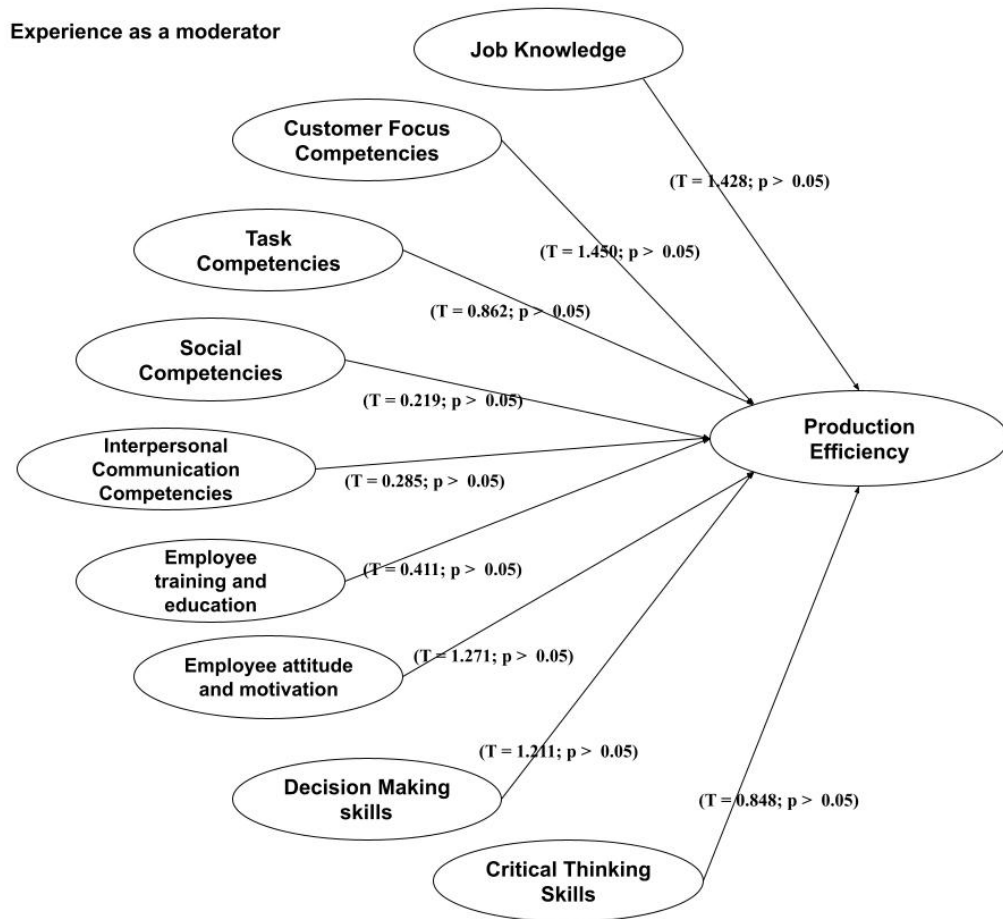 Experience as a moderator
Job Knowledge
Customer Focus
Competencies
(T = 1.428; p >  0.05)
Task
Competencies
(T = 1.450; p >  0.05)
(T = 0.862; p >  0.05)
Social
Competencies
(T = 0.219; p >  0.05)
Production
Efficiency
Interpersonal
Communication
Competencies
(T = 0.285; p >  0.05)
Employee
training and
education
(T = 0.411; p >  0.05)
Employee attitude
and motivation
(T = 1.271; p >  0.05)
Decision Making
skills
(T = 1.211; p >  0.05)
(T = 0.848; p >  0.05)
Critical Thinking
Skills